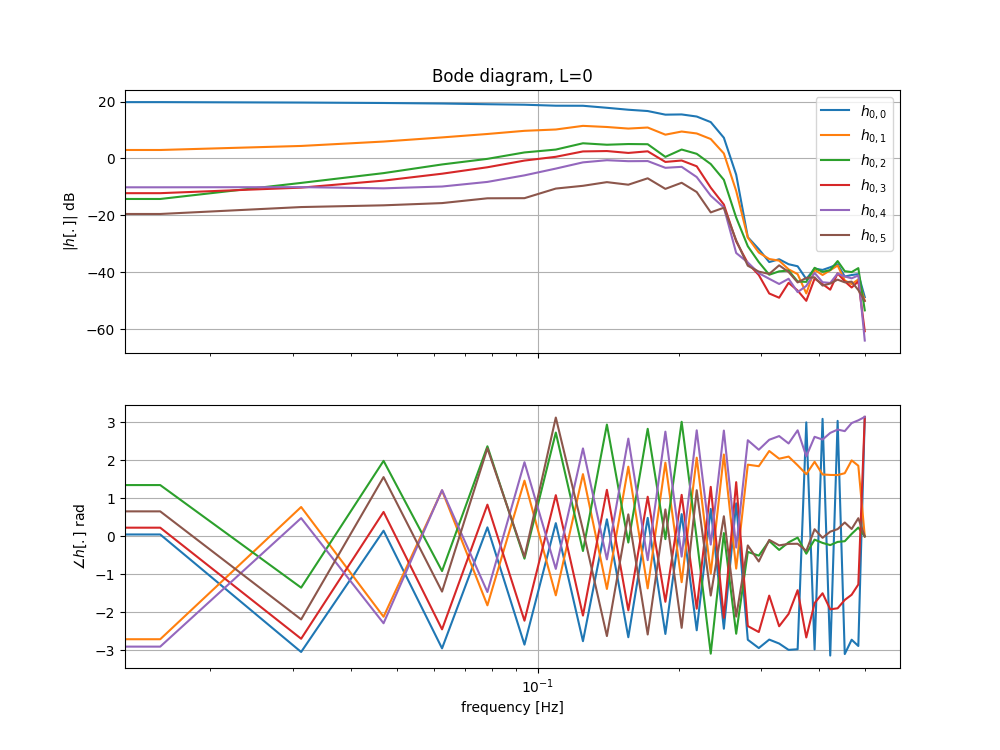 Bode diagram, L=0
|h[.]| dB
20
0
−20
−40
−60
h0,0
h0,1
h0,2
h0,3
h0,4
h0,5
∠h[.] rad
3
2
1
0
−1
−2
−3
10−1
frequency [Hz]